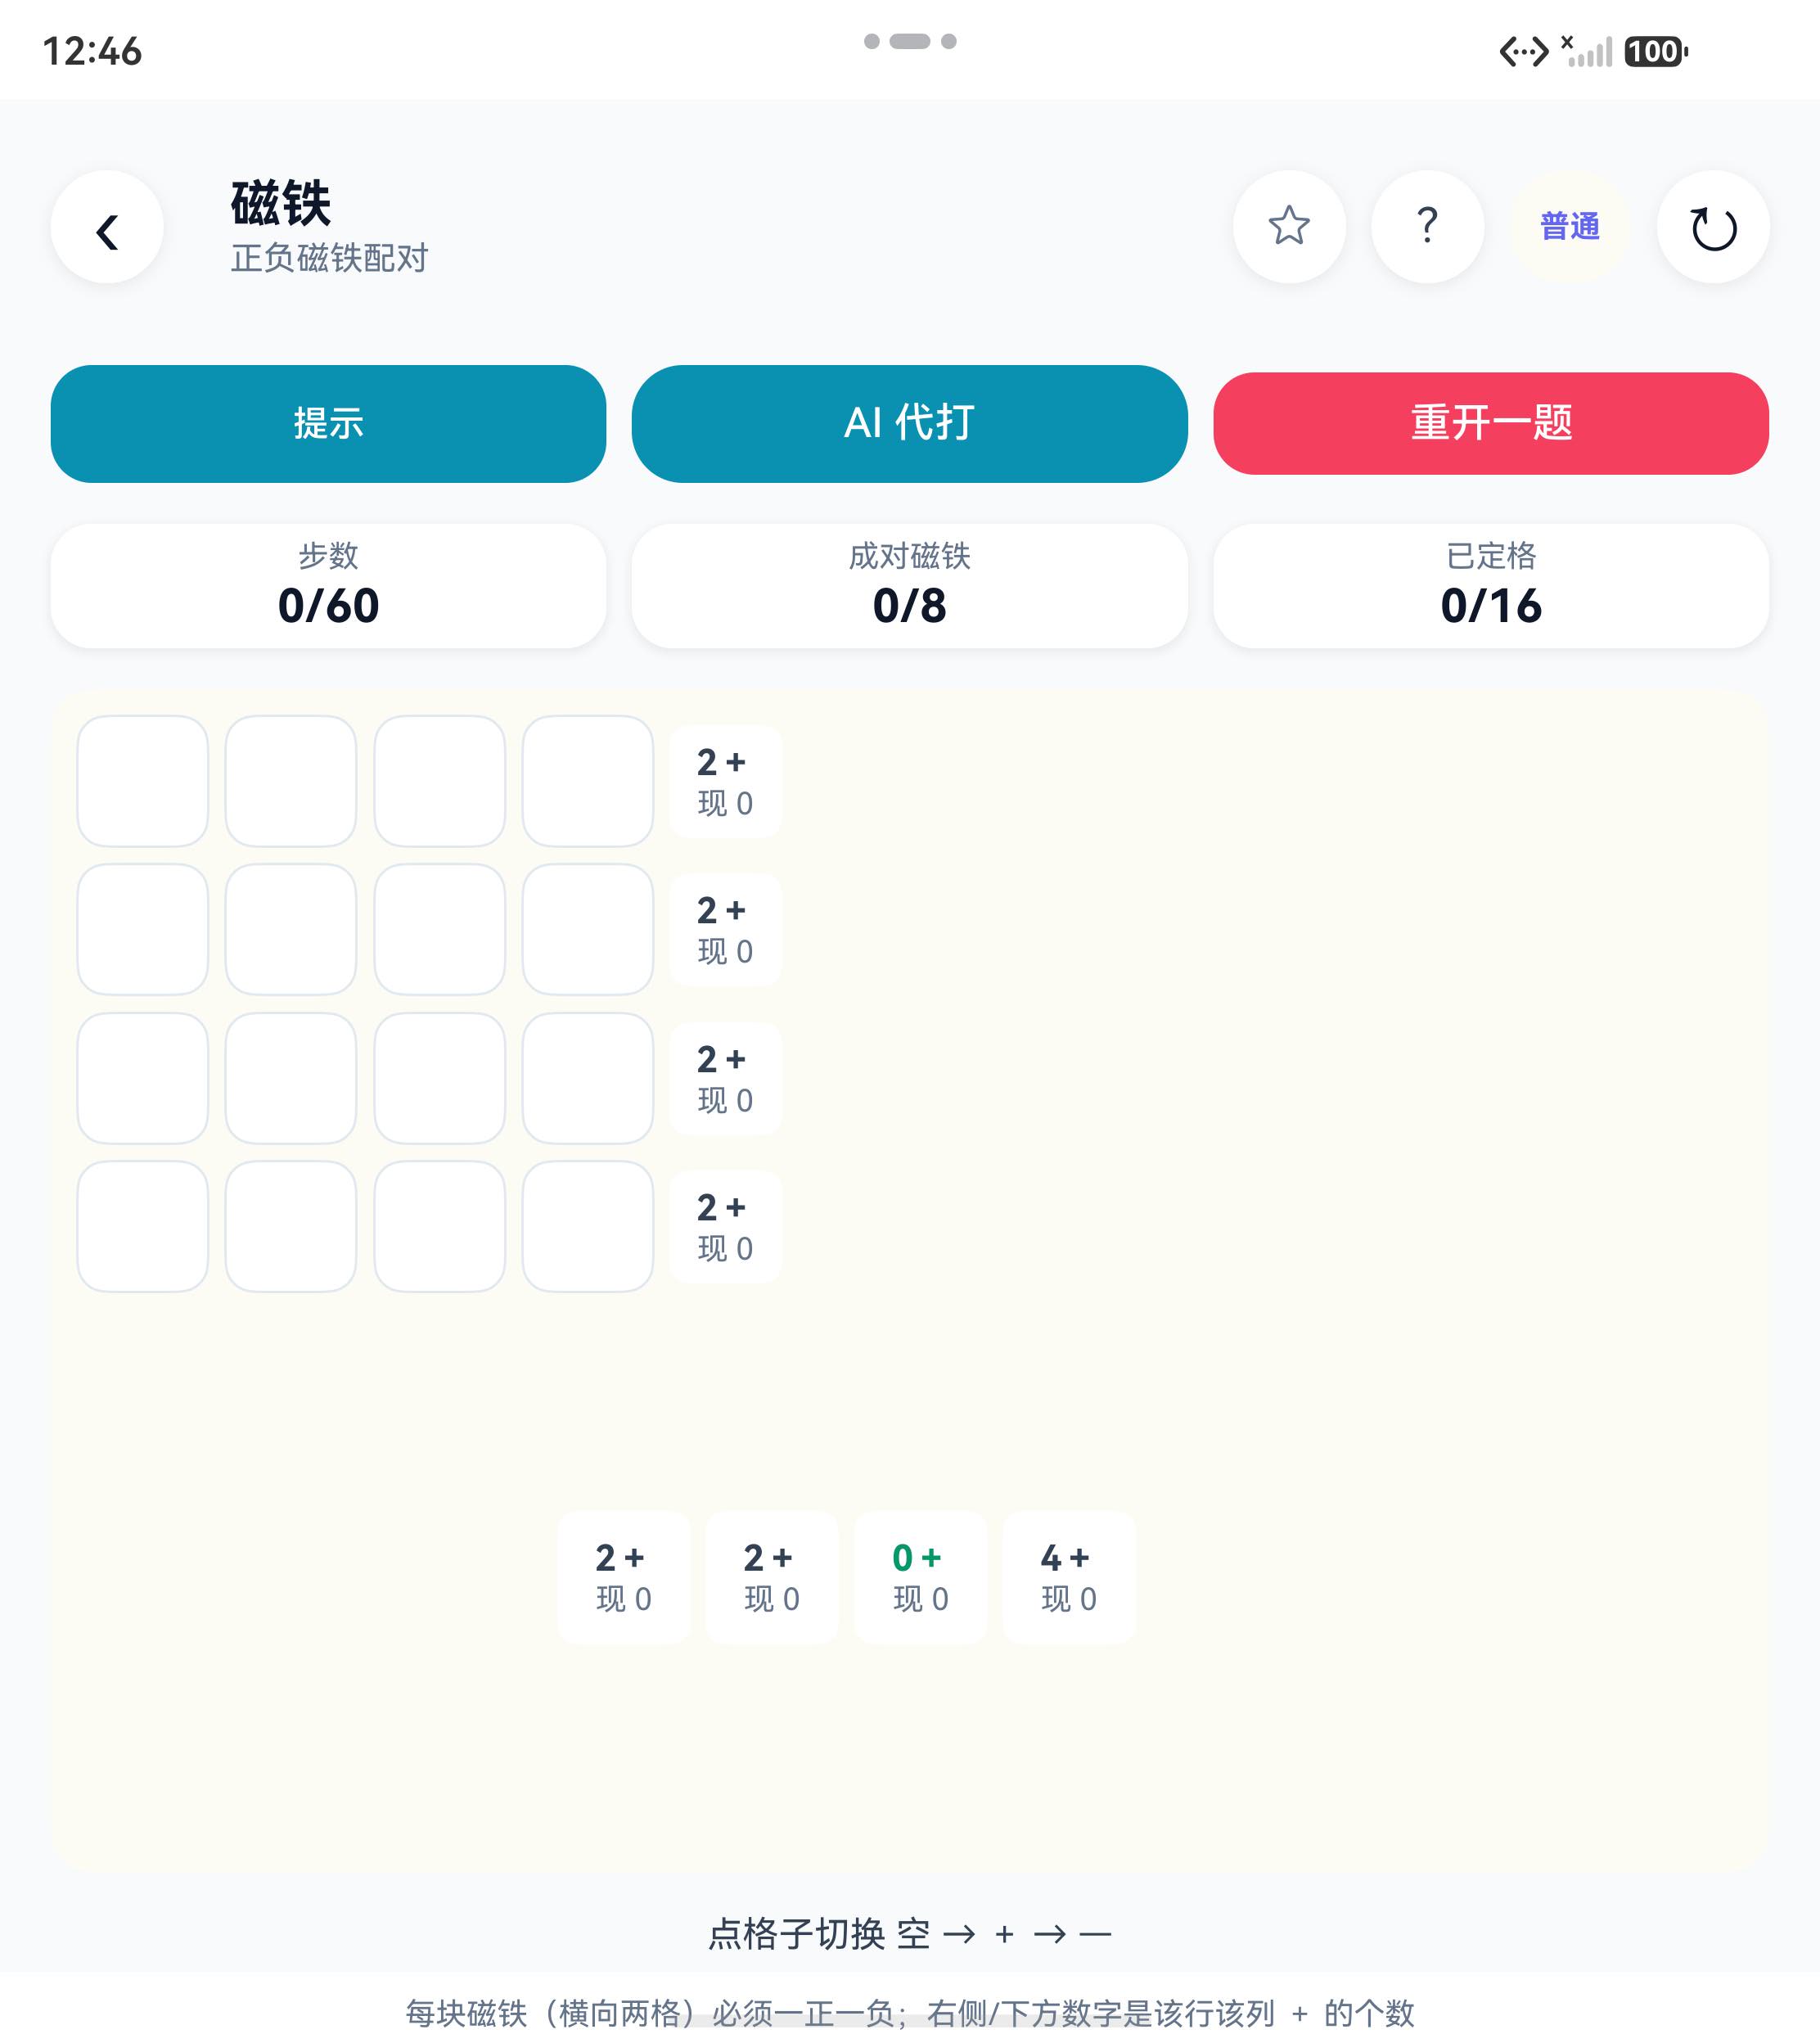 12:46
100
磁铁
正负磁铁配对
?
普通
提示
AI 代打
重开一题
步数
0/60
成对磁铁
0/8
已定格
0/16
2 +
现 0
2 +
现 0
2 +
现 0
2 +
现 0
2 +
现 0
2 +
现 0
0 +
现 0
4 +
现 0
点格子切换 空 → + → —
每块磁铁（横向两格）必须一正一负；右侧/下方数字是该行该列 + 的个数